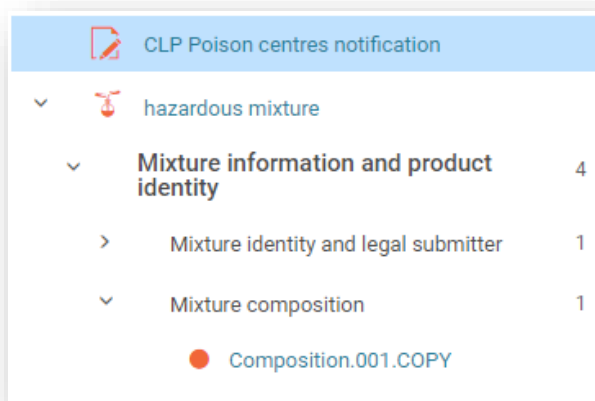 CLP Poison centres notification
hazardous mixture
Mixture information and product 4
identity
Mixture identity and legal submitter 1
Mixture composition 1
Composition.001.COPY